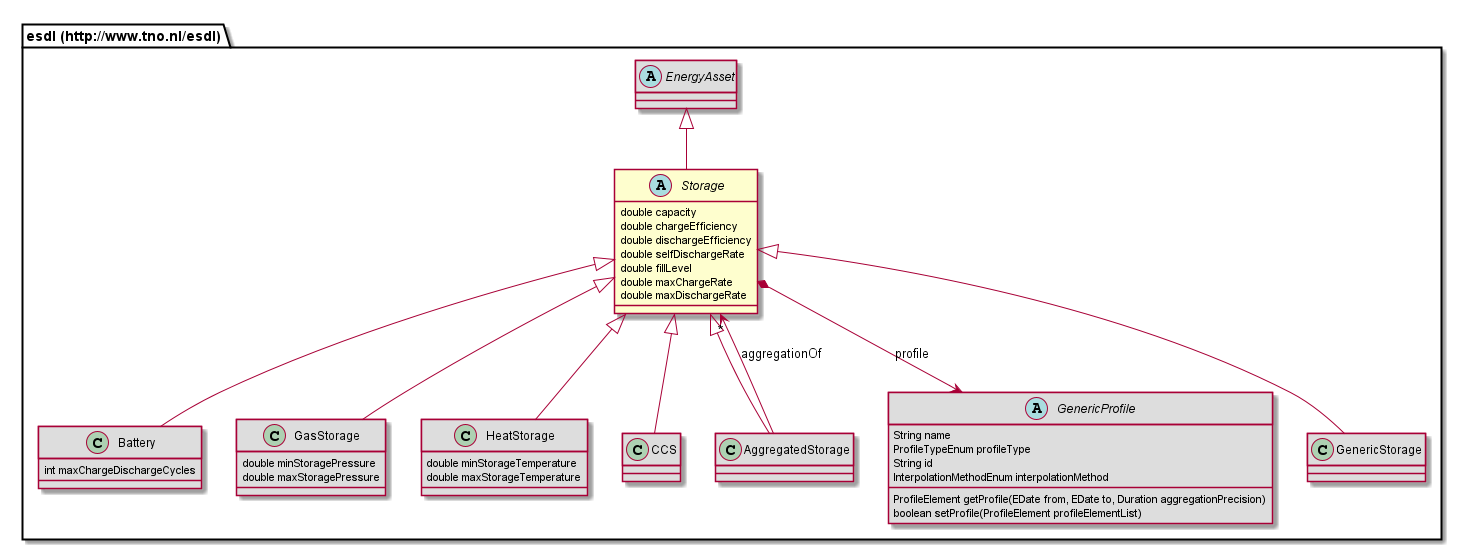 esdl (http://www.tno.nl/esdl)
A EnergyAsset
A Storage
double capacity
double chargeEfficiency
double dischargeEfficiency
double selfDischargeRate
double fillLevel
double maxChargeRate
double maxDischargeRate
*
aggregationOf
profile
C Battery
int maxChargeDischargeCycles
C GasStorage
double minStoragePressure
double maxStoragePressure
C HeatStorage
double minStorageTemperature
double maxStorageTemperature
C CCS
C AggregatedStorage
A GenericProfile
String name
ProfileTypeEnum profileType
String id
InterpolationMethodEnum interpolationMethod
ProfileElement getProfile(EDate from, EDate to, Duration aggregationPrecision)
boolean setProfile(ProfileElement profileElementList)
C GenericStorage